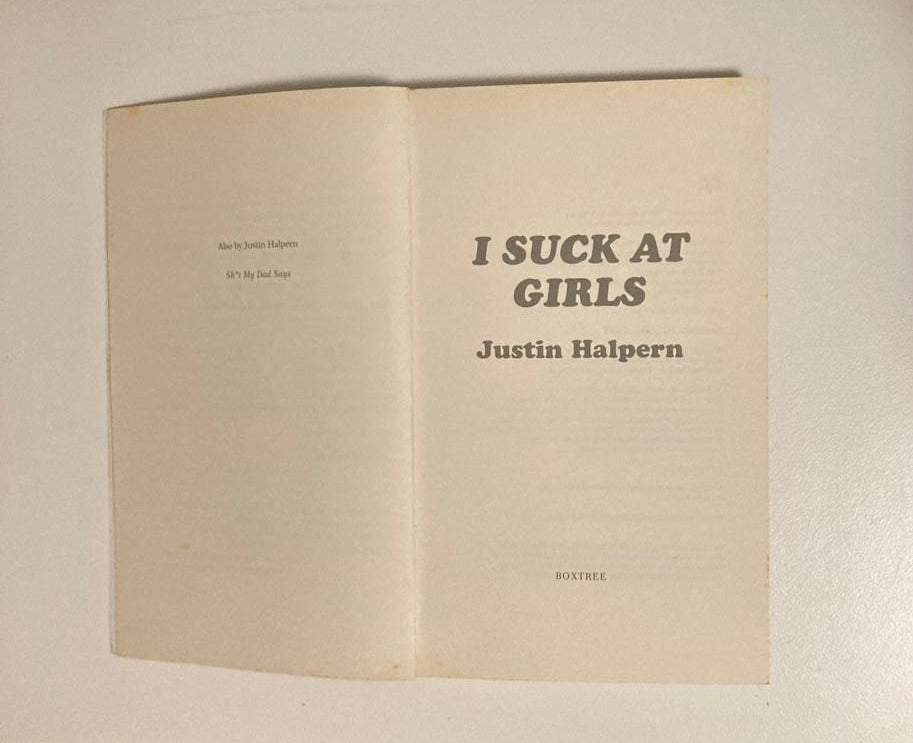 Also by Justin Halpern
Sh*t My Dad Says
I SUCK AT
GIRLS
Justin Halpern
BOXTREE